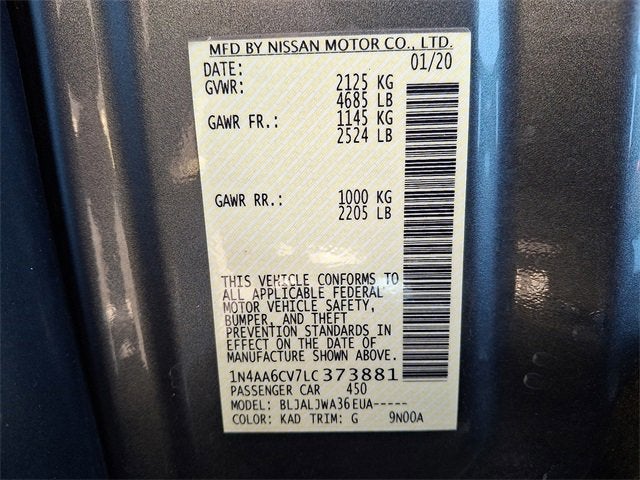 MFD BY NISSAN MOTOR CO., LTD.
DATE: 01/20
GVWR: 2125 KG
4685 LB
GAWR FR.: 1145 KG
2524 LB
GAWR RR.: 1000 KG
2205 LB
THIS VEHICLE CONFORMS TO
ALL APPLICABLE FEDERAL
MOTOR VEHICLE SAFETY,
BUMPER, AND THEFT
PREVENTION STANDARDS IN
EFFECT ON THE DATE OF
MANUFACTURE SHOWN ABOVE.
1N4AA6CV7LC373881
PASSENGER CAR 450
MODEL: BLJALJWA36EUA-----
COLOR: KAD TRIM: G 9N00A